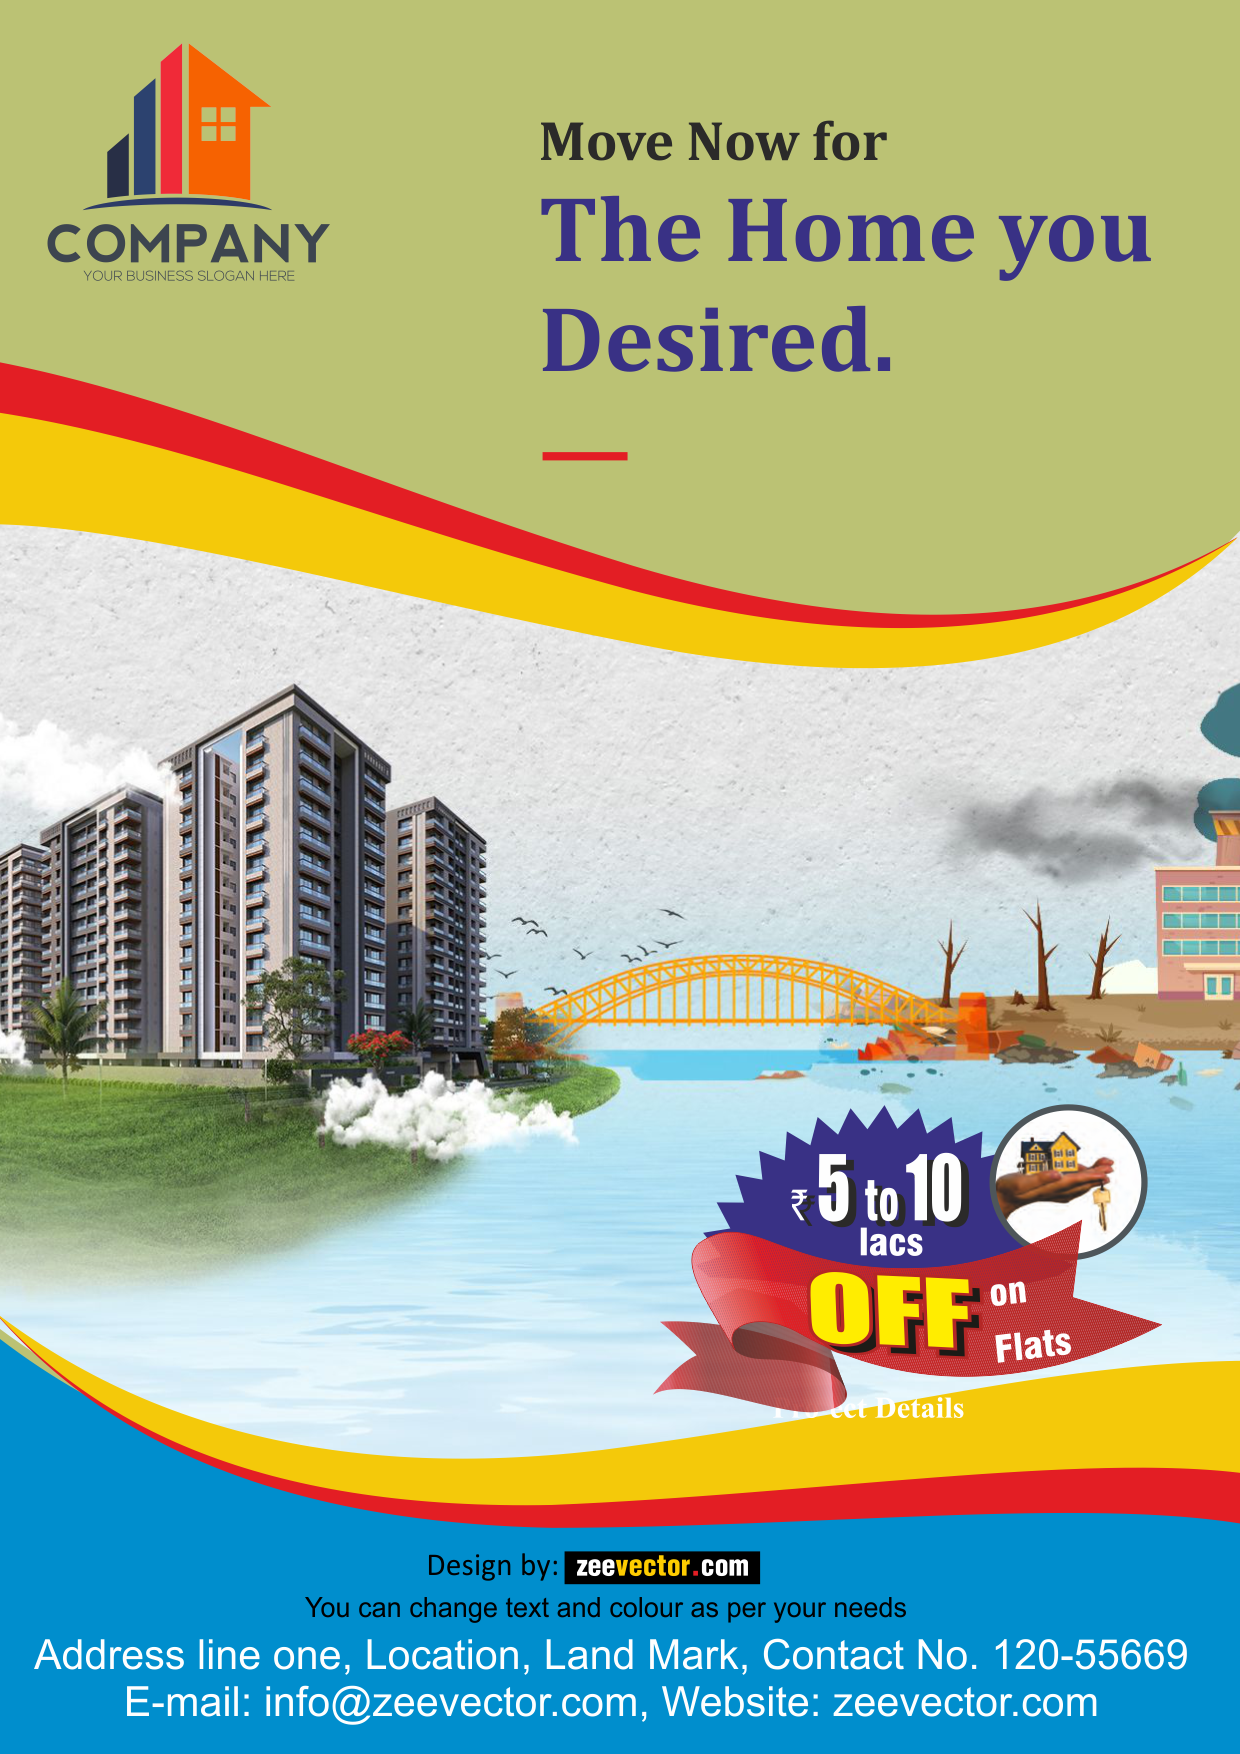 COMPANY
YOUR BUSINESS SLOGAN HERE
Move Now for
The Home you
Desired.
₹ 5 to 10
lacs
OFF on
Flats
Details
Design by: zeevector.com
You can change text and colour as per your needs
Address line one, Location, Land Mark, Contact No. 120-55669
E-mail: info@zeevector.com, Website: zeevector.com